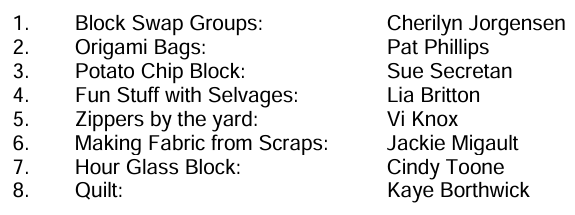 1. Block Swap Groups: Cherilyn Jorgensen
2. Origami Bags: Pat Phillips
3. Potato Chip Block: Sue Secretan
4. Fun Stuff with Selvages: Lia Britton
5. Zippers by the yard: Vi Knox
6. Making Fabric from Scraps: Jackie Migault
7. Hour Glass Block: Cindy Toone
8. Quilt: Kaye Borthwick